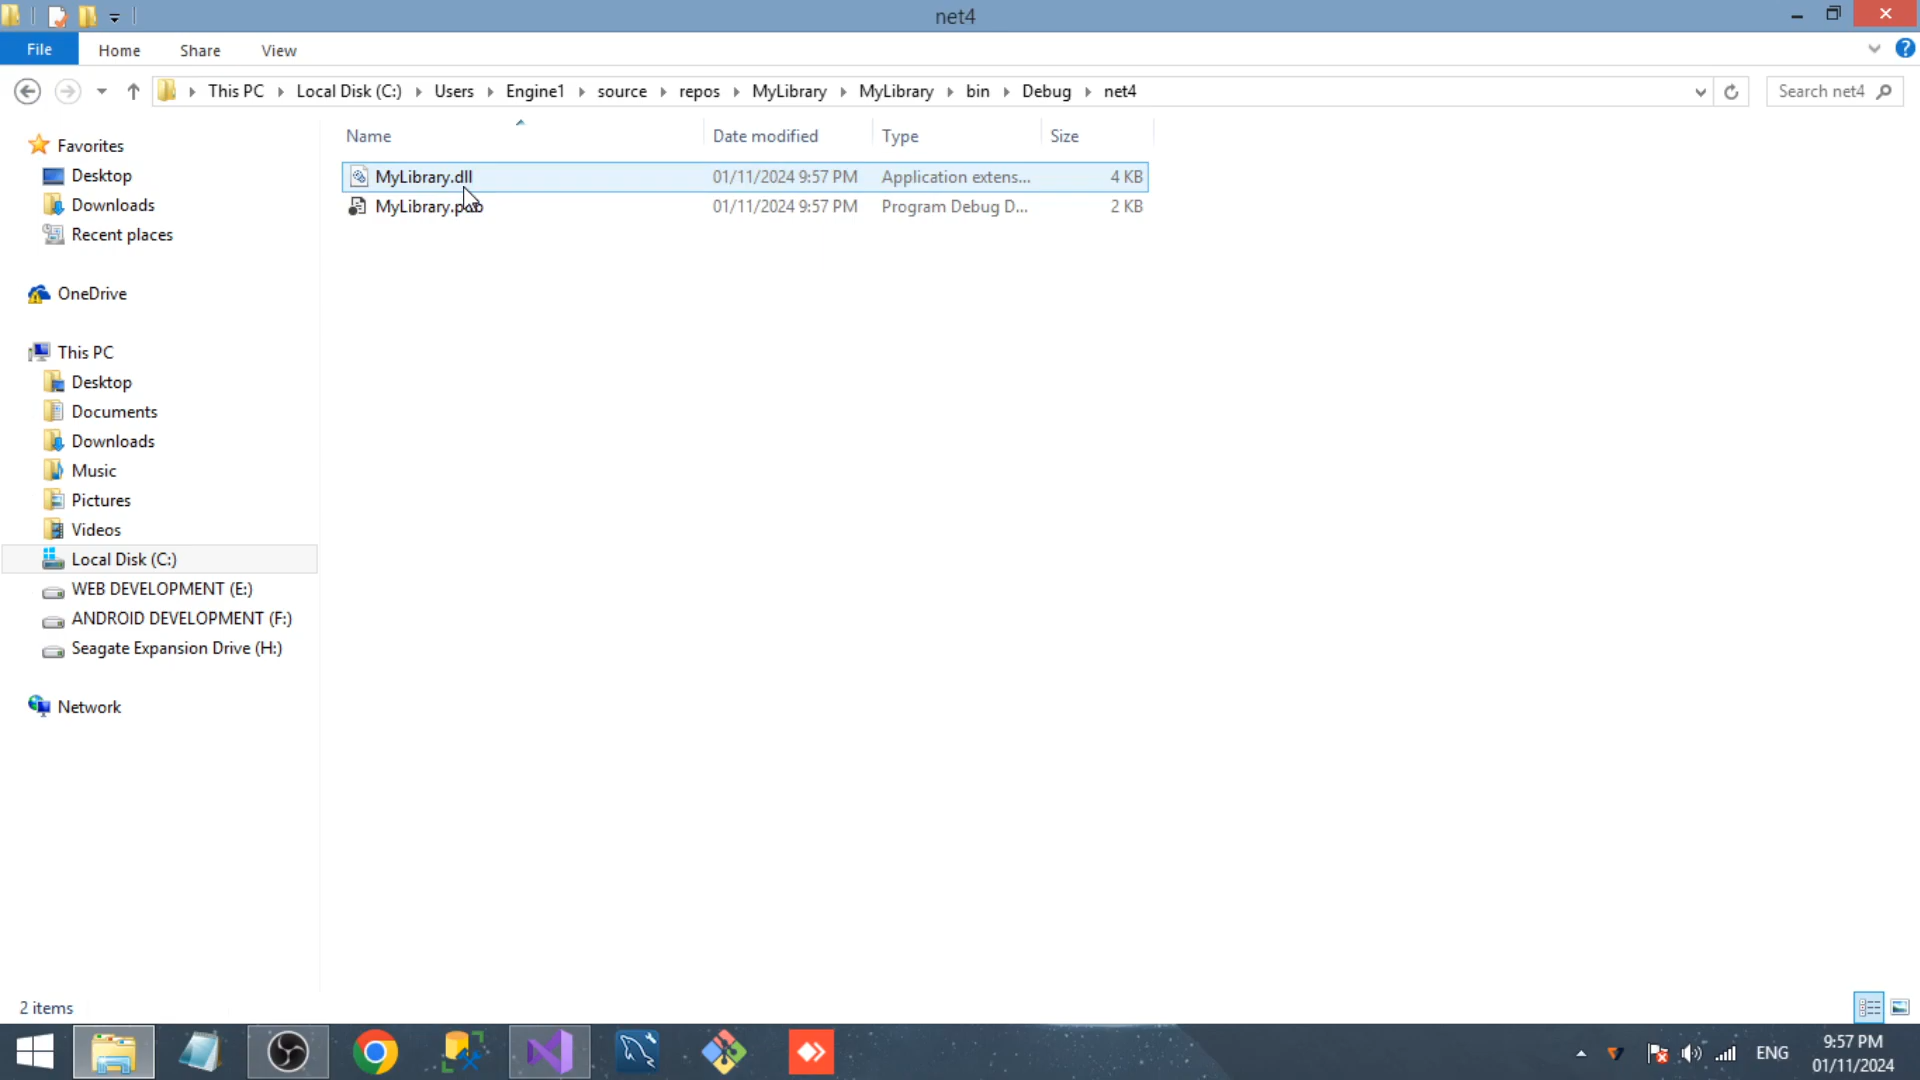 net4
File Home Share View
This PC Local Disk (C:) Users Engine1 source repos MyLibrary MyLibrary bin Debug net4
Search net4
Name Date modified Type Size
MyLibrary.dll 01/11/2024 9:57 PM Application extens... 4 KB
MyLibrary.pdb 01/11/2024 9:57 PM Program Debug D... 2 KB
Favorites
Desktop
Downloads
Recent places
OneDrive
This PC
Desktop
Documents
Downloads
Music
Pictures
Videos
Local Disk (C:)
WEB DEVELOPMENT (E:)
ANDROID DEVELOPMENT (F:)
Seagate Expansion Drive (H:)
Network
2 items
ENG
9:57 PM
01/11/2024